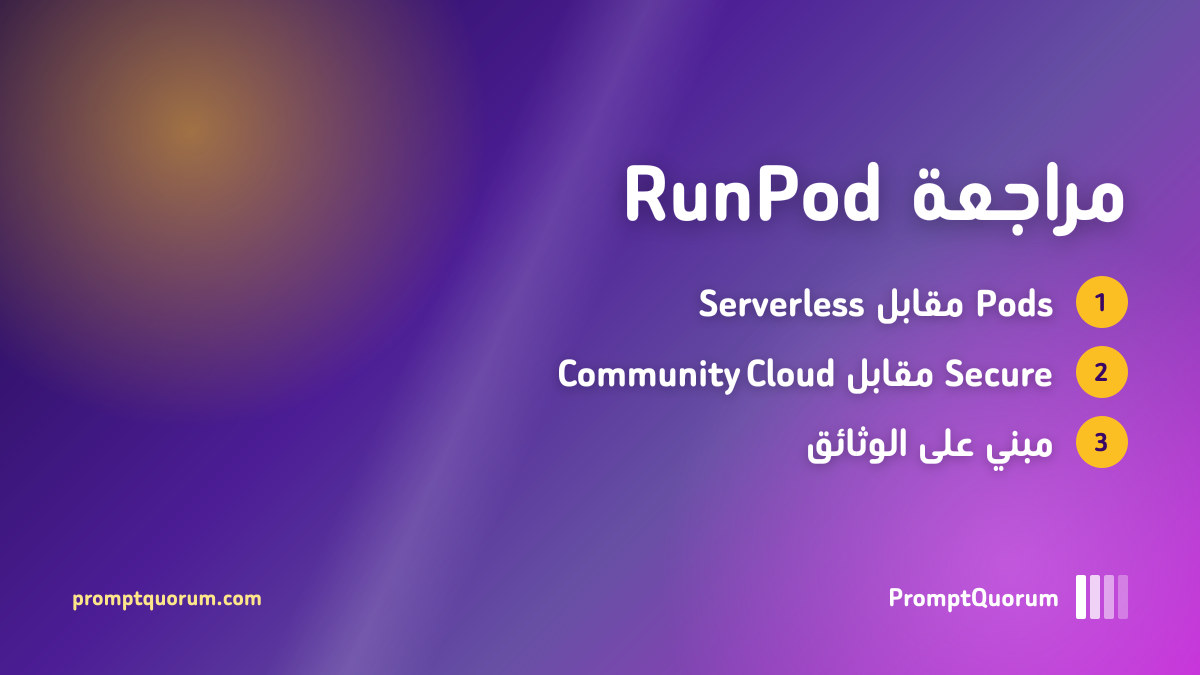 مراجعة RunPod
1 Pods مقابل Serverless
2 Secure مقابل Community Cloud
3 مبني على الوثائق
PromptQuorum
promptquorum.com